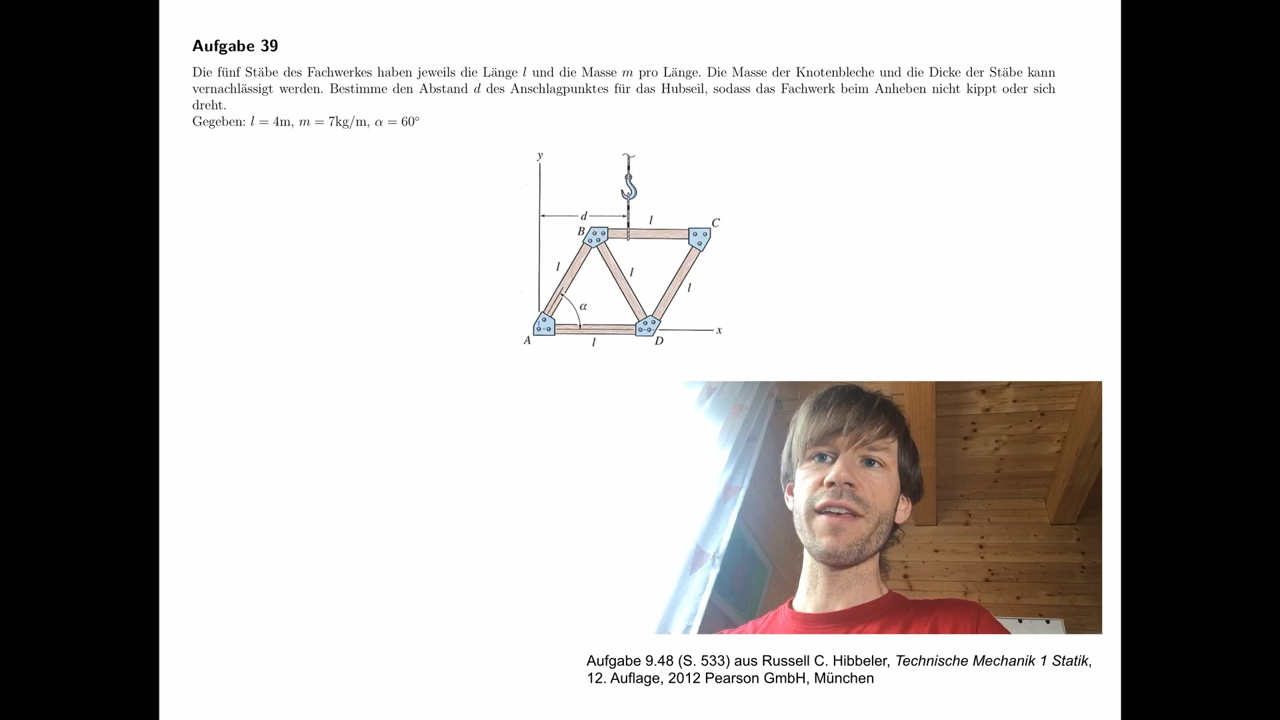 Aufgabe 39
Die fünf Stäbe des Fachwerkes haben jeweils die Länge l und die Masse m pro Länge. Die Masse der Knotenbleche und die Dicke der Stäbe kann
vernachlässigt werden. Bestimme den Abstand d des Anschlagpunktes für das Hubseil, sodass das Fachwerk beim Anheben nicht kippt oder sich
dreht.
Gegeben: l = 4m, m = 7kg/m, α = 60°
y
d
l
C
B
l
l
l
α
A
l
D
x
Aufgabe 9.48 (S. 533) aus Russell C. Hibbeler, Technische Mechanik 1 Statik,
12. Auflage, 2012 Pearson GmbH, München